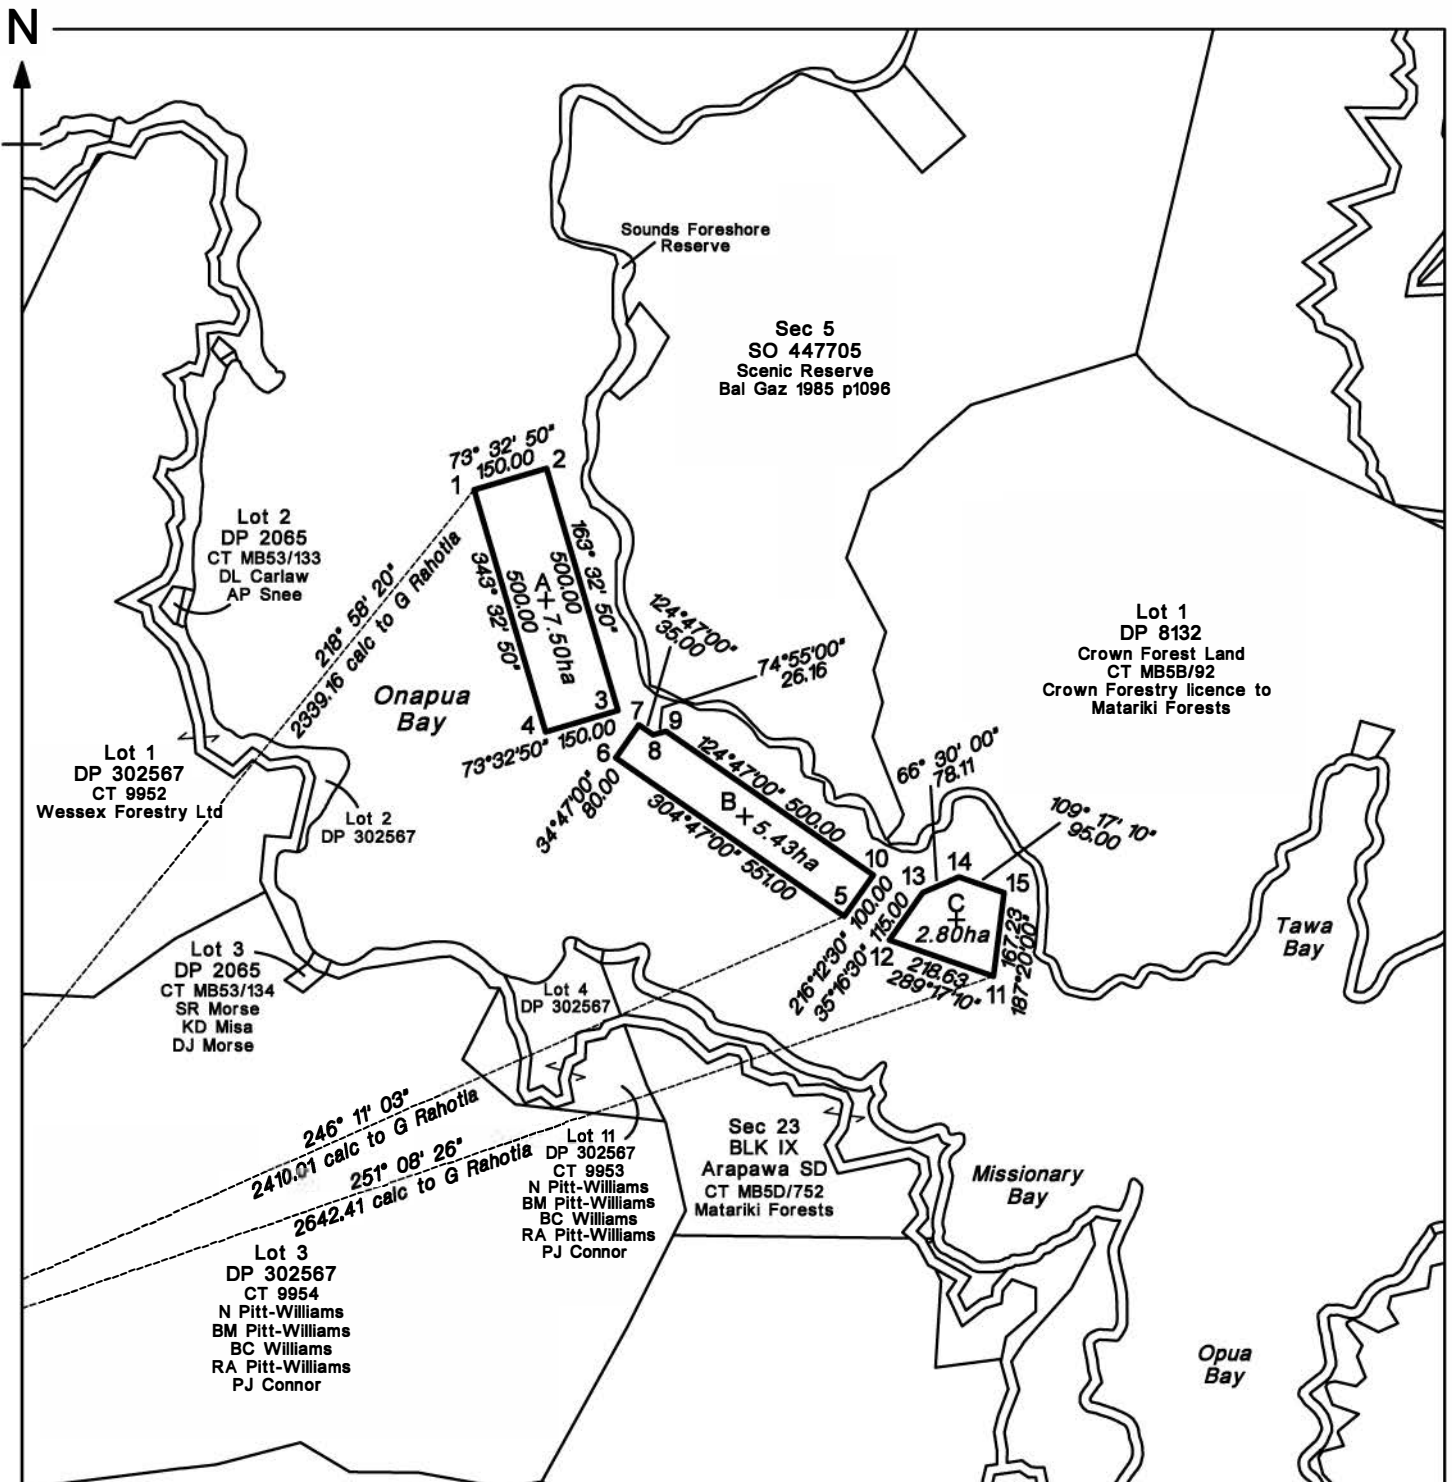 N
Sounds Foreshore
Reserve
Sec 5
SO 447705
Scenic Reserve
Bal Gaz 1985 p1096
73° 32' 50"
150.00
1
2
Lot 2
DP 2065
CT MB53/133
DL Carlaw
AP Snee
218° 58' 20"
2339.16 calc to G Rahotia
343° 32' 50"
500.00
A
7.50ha
500.00
163° 32' 50"
3
4
73°32'50" 150.00
Onapua
Bay
124°47'00"
35.00
74°55'00"
26.16
Lot 1
DP 8132
Crown Forest Land
CT MB5B/92
Crown Forestry licence to
Matariki Forests
Lot 1
DP 302567
CT 9952
Wessex Forestry Ltd
Lot 2
DP 302567
6
7
8
9
34°47'00"
80.00
124°47'00" 500.00
B
5.43ha
304°47'00" 551.00
10
5
66° 30' 00"
78.11
109° 17' 10"
95.00
13
14
15
C
2.80ha
12
11
216°12'30" 100.00
35°16'30" 115.00
218.63
289°17'10"
167.23
187°20'00"
Tawa
Bay
Lot 3
DP 2065
CT MB53/134
SR Morse
KD Misa
DJ Morse
Lot 4
DP 302567
246° 11' 03"
2410.01 calc to G Rahotia
251° 08' 26"
2642.41 calc to G Rahotia
Lot 11
DP 302567
CT 9953
N Pitt-Williams
BM Pitt-Williams
BC Williams
RA Pitt-Williams
PJ Connor
Sec 23
BLK IX
Arapawa SD
CT MB5D/752
Matariki Forests
Missionary
Bay
Lot 3
DP 302567
CT 9954
N Pitt-Williams
BM Pitt-Williams
BC Williams
RA Pitt-Williams
PJ Connor
Opua
Bay